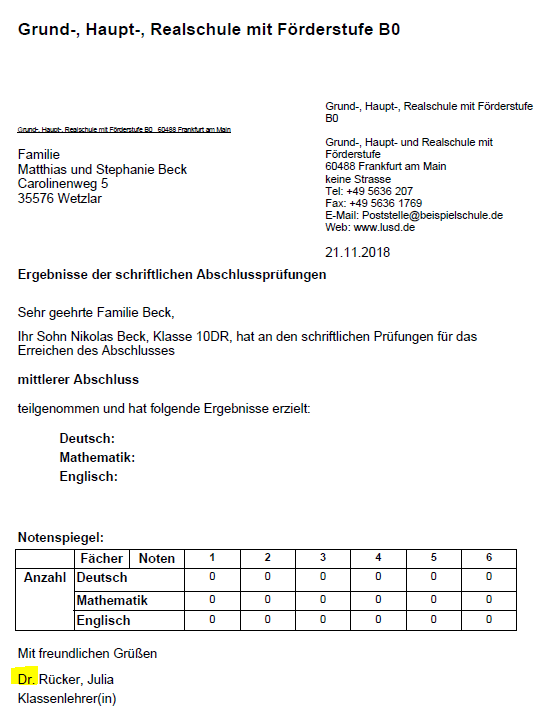 Grund-, Haupt-, Realschule mit Förderstufe B0
Grund-, Haupt-, Realschule mit Förderstufe
B0
Grund-, Haupt-, Realschule mit Förderstufe B0 60488 Frankfurt am Main
Grund-, Haupt- und Realschule mit
Förderstufe
60488 Frankfurt am Main
keine Strasse
Tel: +49 5636 207
Fax: +49 5636 1769
E-Mail: Poststelle@beispielschule.de
Web: www.lusd.de
Familie
Matthias und Stephanie Beck
Carolinenweg 5
35576 Wetzlar
21.11.2018
Ergebnisse der schriftlichen Abschlussprüfungen
Sehr geehrte Familie Beck,
Ihr Sohn Nikolas Beck, Klasse 10DR, hat an den schriftlichen Prüfungen für das
Erreichen des Abschlusses
mittlerer Abschluss
teilgenommen und hat folgende Ergebnisse erzielt:
Deutsch:
Mathematik:
Englisch:
Notenspiegel:
Fächer Noten 1 2 3 4 5 6
Anzahl Deutsch 0 0 0 0 0 0
Mathematik 0 0 0 0 0 0
Englisch 0 0 0 0 0 0
Mit freundlichen Grüßen
Dr. Rücker, Julia
Klassenlehrer(in)